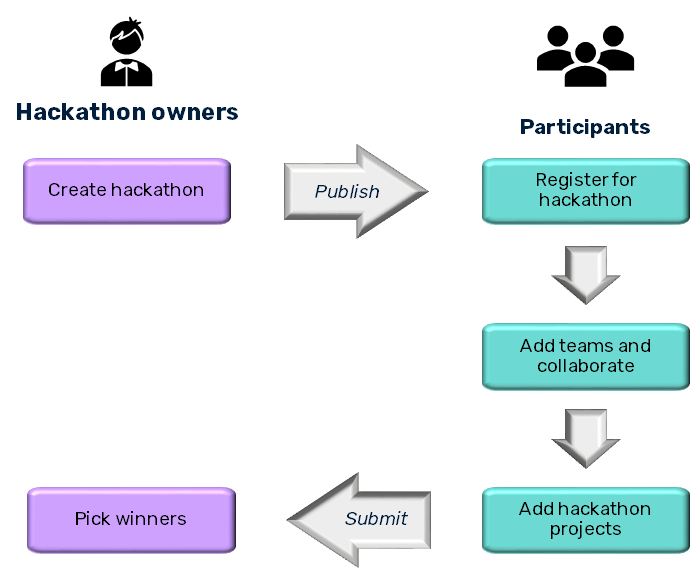 Hackathon owners
Participants
Create hackathon
Publish
Register for
hackathon
Add teams and
collaborate
Add hackathon
projects
Submit
Pick winners